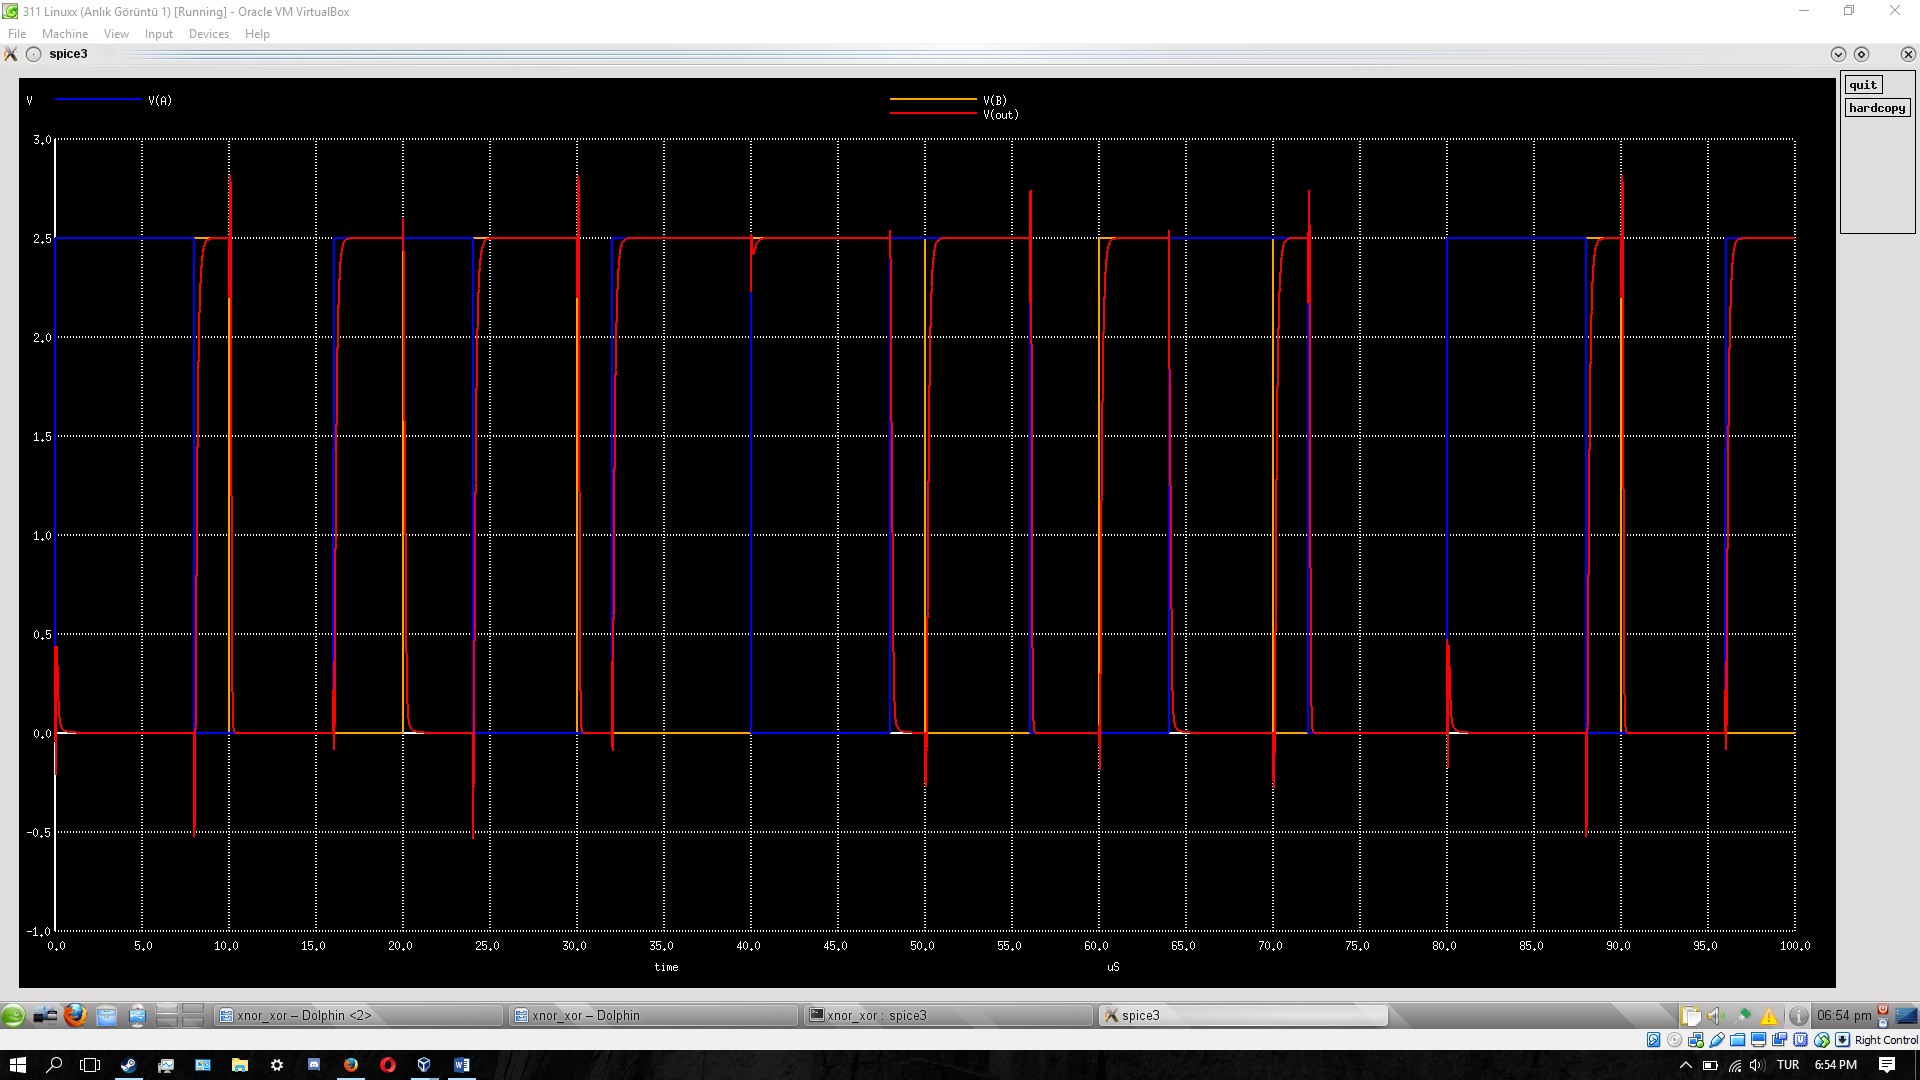 311 Linuxx (Anlık Görüntü 1) [Running] - Oracle VM VirtualBox
File Machine View Input Devices Help
spice3
quit
hardcopy
V V(A) V(B)
V(out)
3.0
2.5
2.0
1.5
1.0
0.5
0.0
-0.5
-1.0
0.0 5.0 10.0 15.0 20.0 25.0 30.0 35.0 40.0 45.0 50.0 55.0 60.0 65.0 70.0 75.0 80.0 85.0 90.0 95.0 100.0
time uS
xnor_xor – Dolphin <2> xnor_xor – Dolphin xnor_xor : spice3 spice3 06:54 pm
Right Control
TUR 6:54 PM